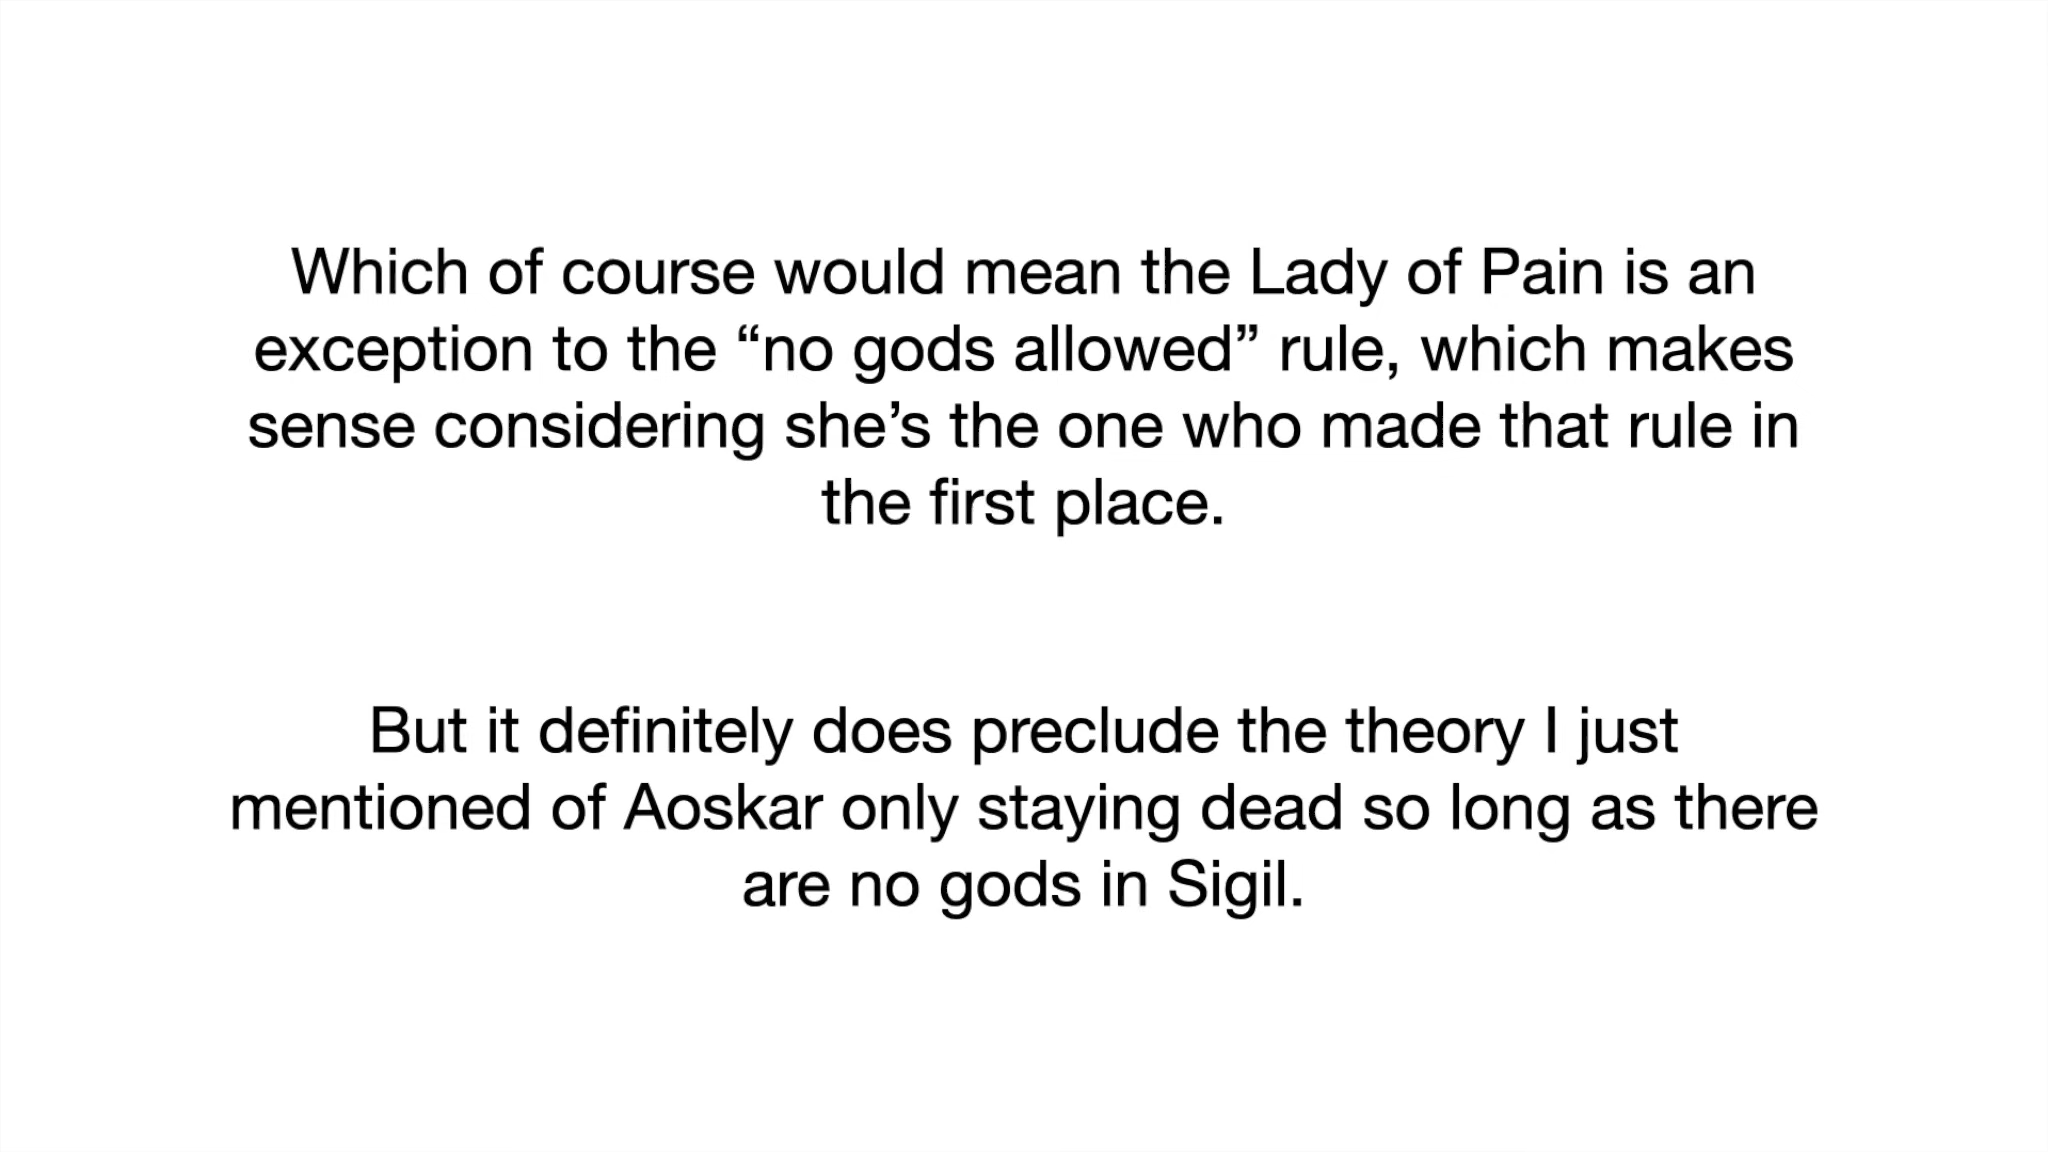 Which of course would mean the Lady of Pain is an
exception to the “no gods allowed” rule, which makes
sense considering she’s the one who made that rule in
the first place.
But it definitely does preclude the theory I just
mentioned of Aoskar only staying dead so long as there
are no gods in Sigil.